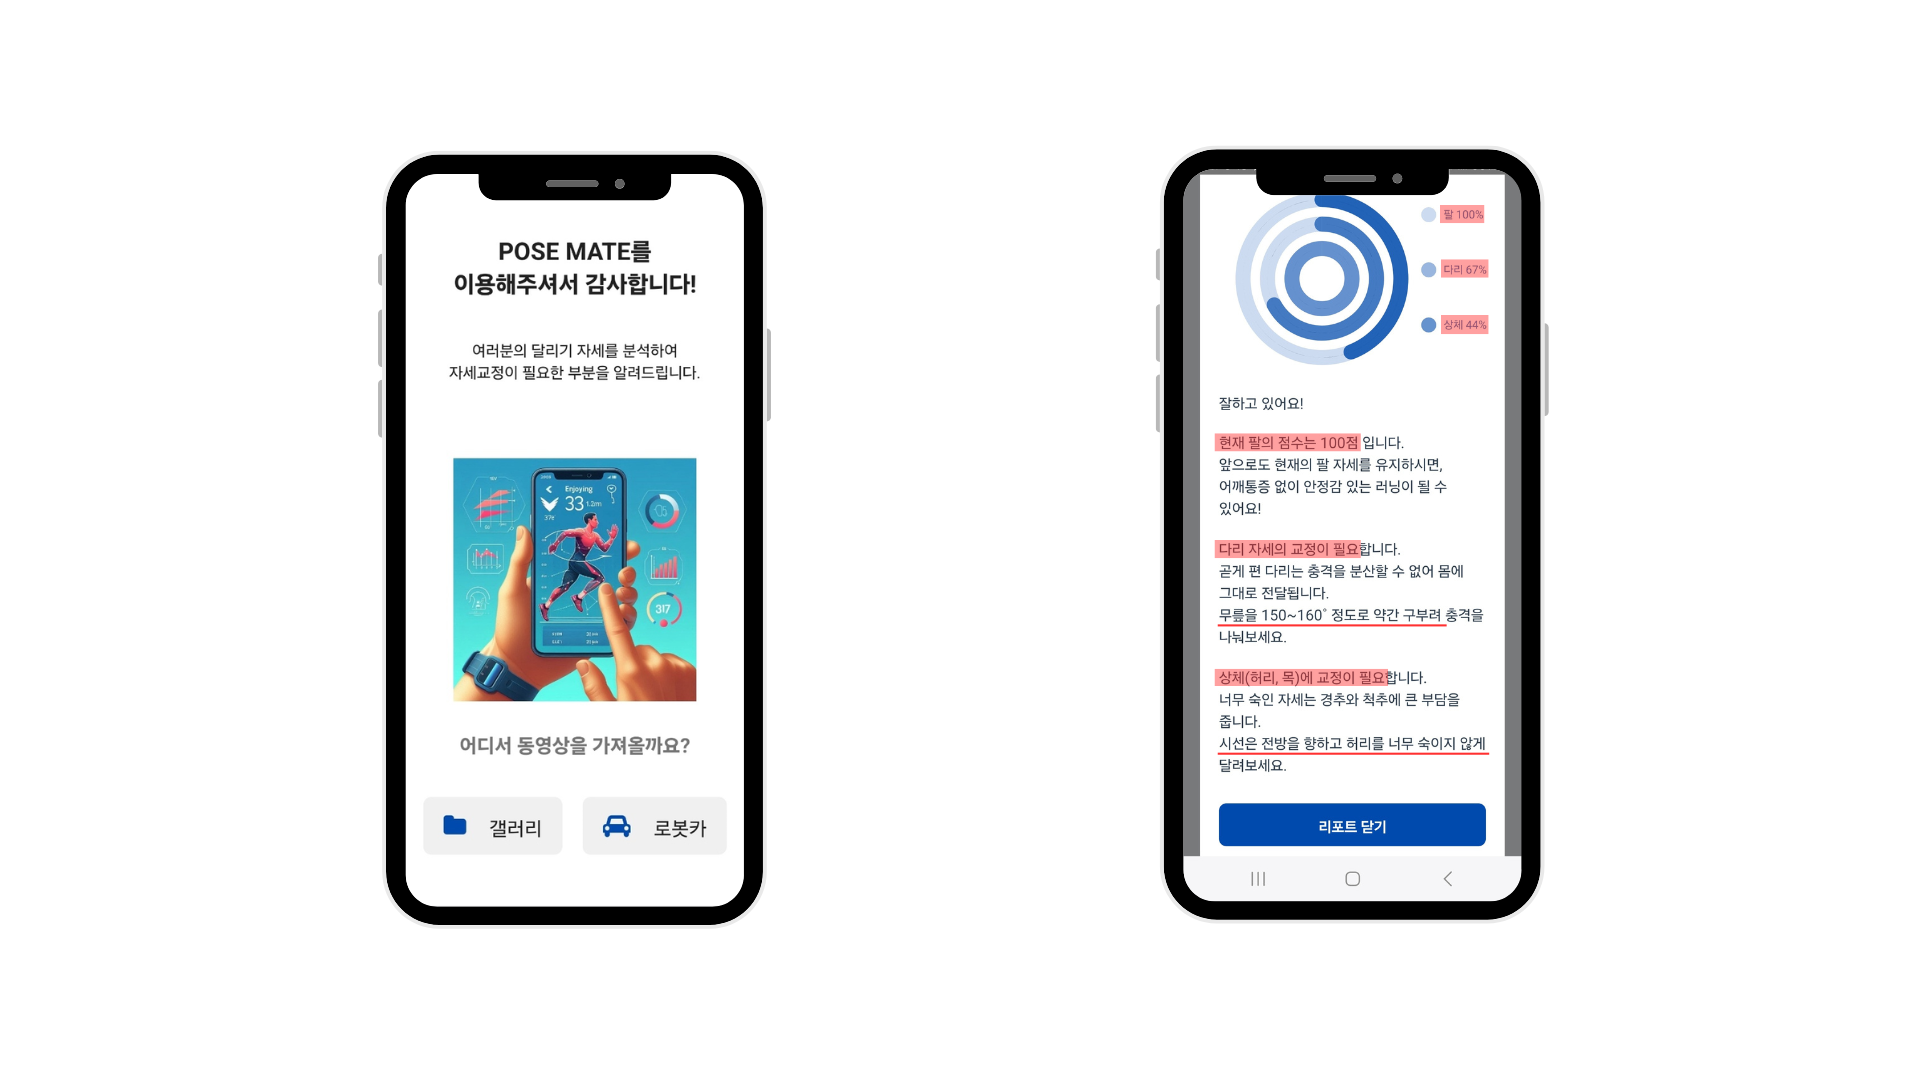 POSE MATE를
이용해주셔서 감사합니다!
여러분의 달리기 자세를 분석하여
자세교정이 필요한 부분을 알려드립니다.
Enjoying
33 1.2m
37¢
317
어디서 동영상을 가져올까요?
갤러리
로봇카
팔 100%
다리 67%
상체 44%
잘하고 있어요!
현재 팔의 점수는 100점 입니다.
앞으로도 현재의 팔 자세를 유지하시면,
어깨통증 없이 안정감 있는 러닝이 될 수
있어요!
다리 자세의 교정이 필요합니다.
곧게 편 다리는 충격을 분산할 수 없어 몸에
그대로 전달됩니다.
무릎을 150~160˚ 정도로 약간 구부려 충격을
나눠보세요.
상체(허리, 목)에 교정이 필요합니다.
너무 숙인 자세는 경추와 척추에 큰 부담을
줍니다.
시선은 전방을 향하고 허리를 너무 숙이지 않게
달려보세요.
리포트 닫기